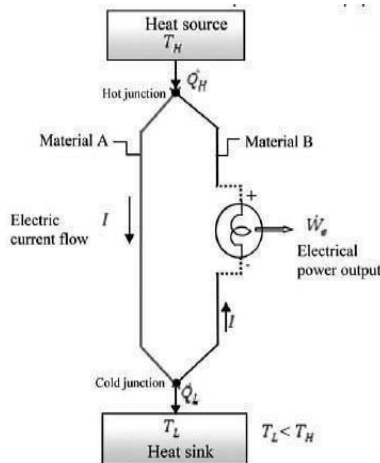 Heat source
T_H
Q̇_H
Hot junction
Material A
Material B
+
Electric
current flow
I
Ẇ_e
Electrical
power output
-
I
Cold junction
Q̇_L
T_L
Heat sink
T_L < T_H